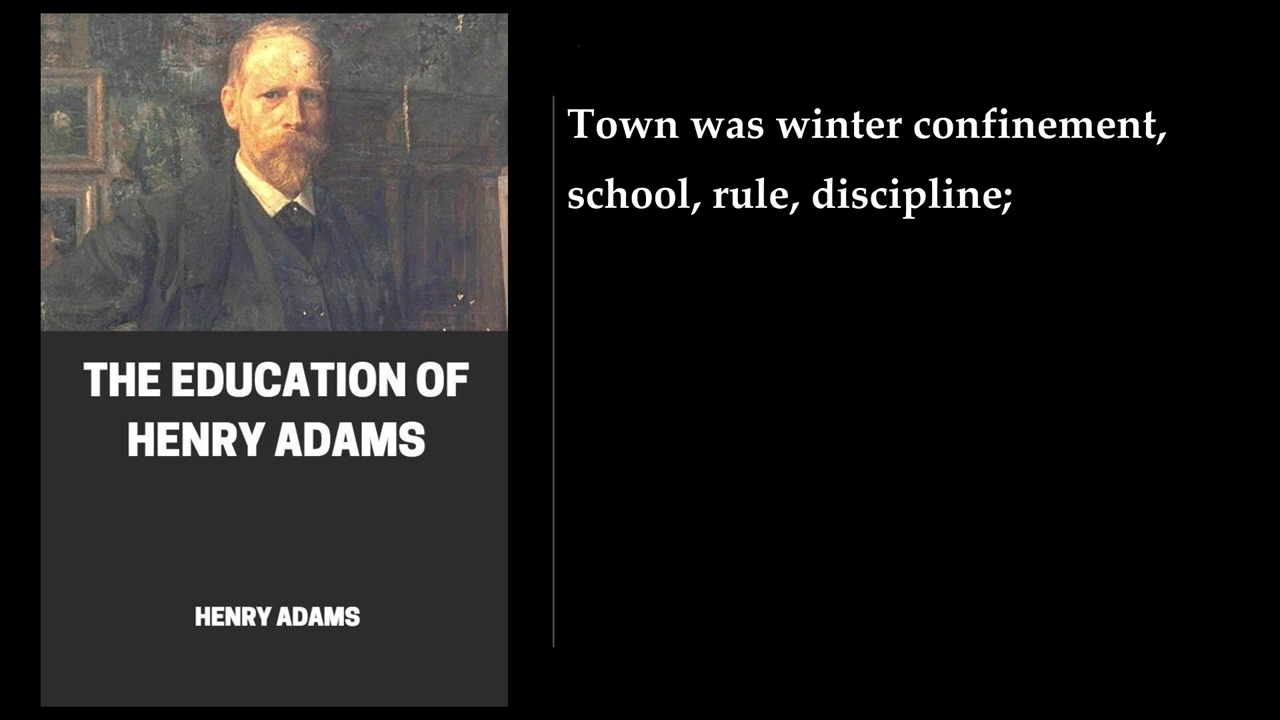 THE EDUCATION OF
HENRY ADAMS
HENRY ADAMS
Town was winter confinement,
school, rule, discipline;